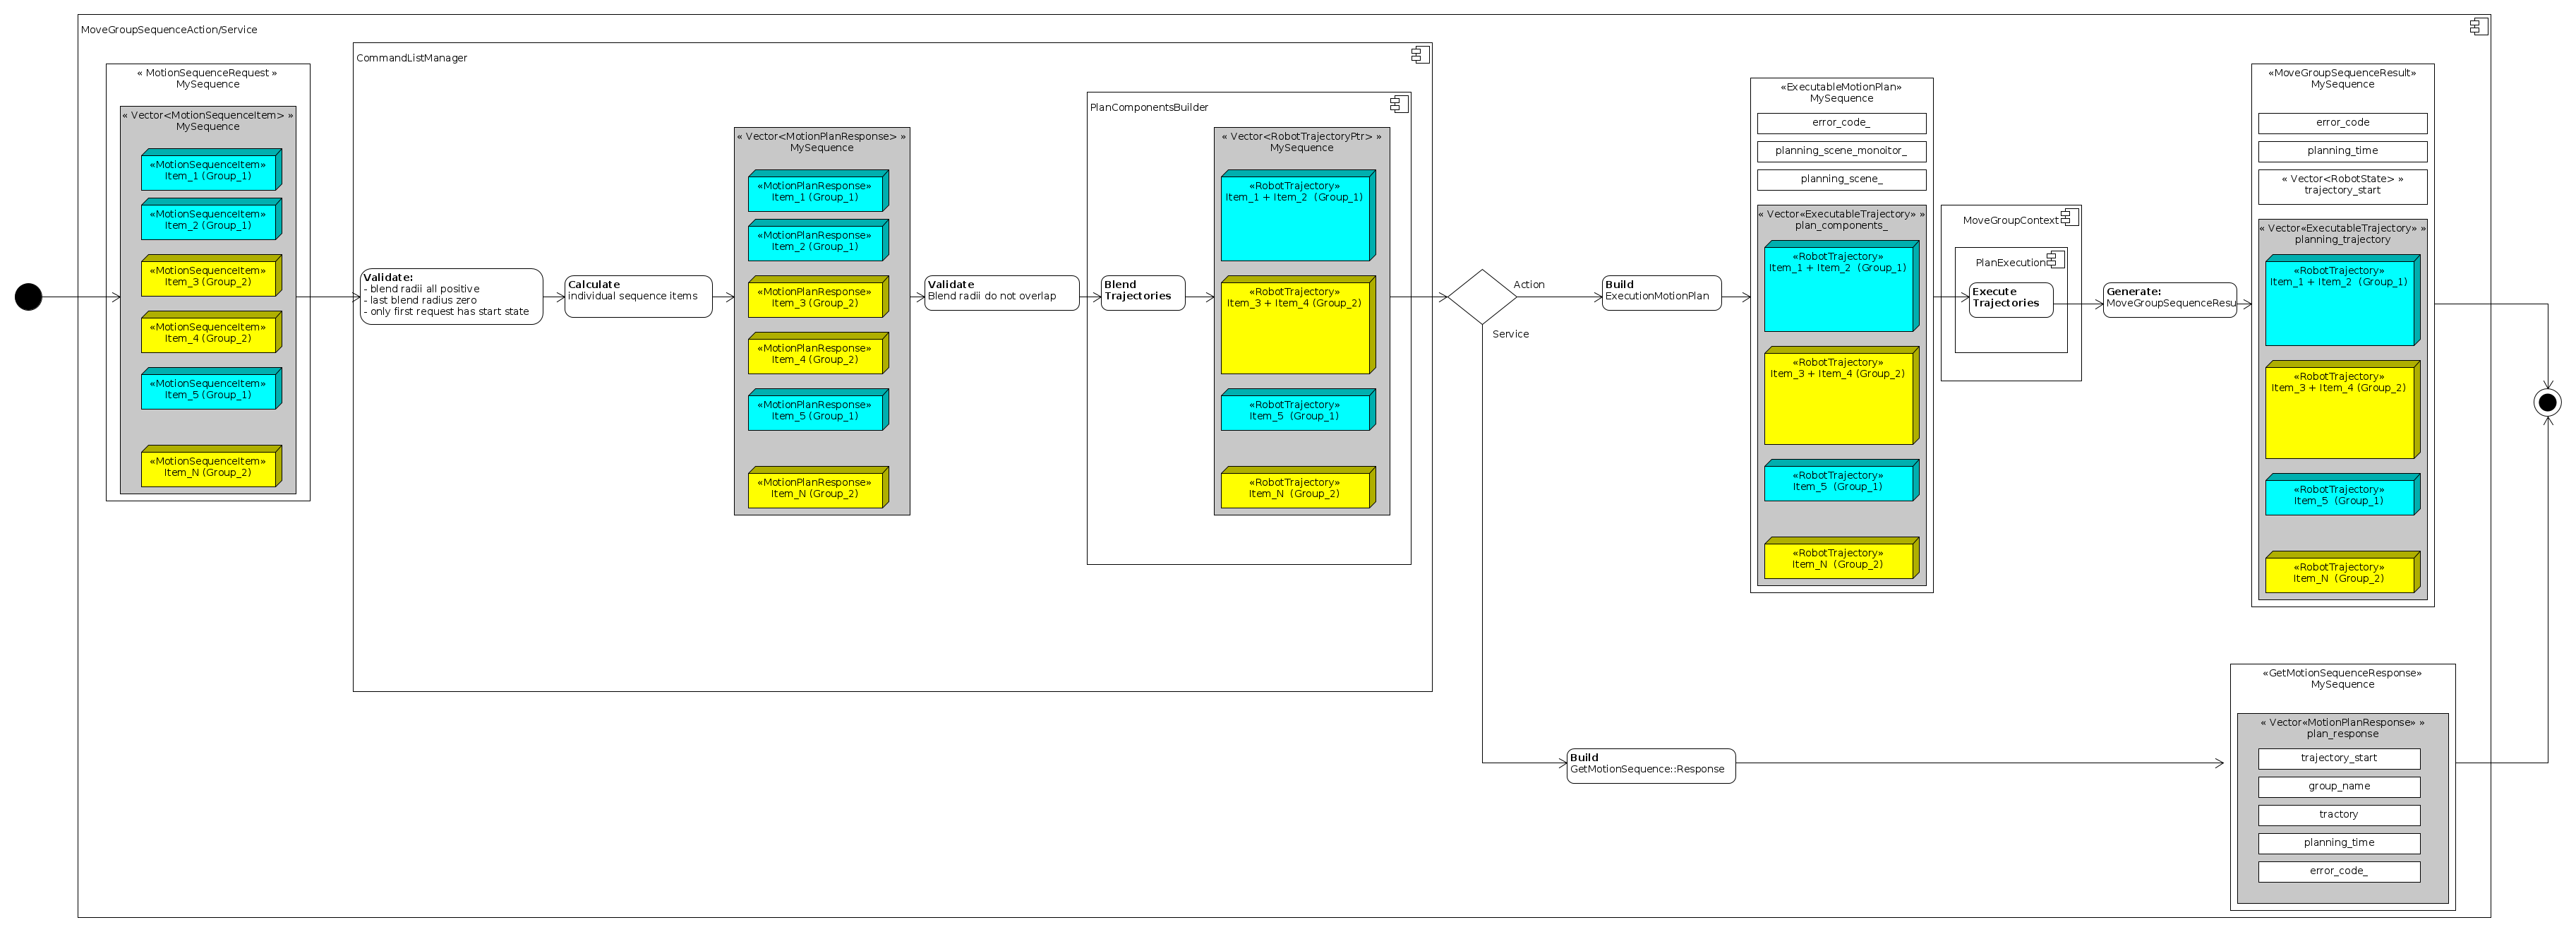 MoveGroupSequenceAction/Service
« MotionSequenceRequest »
MySequence
« Vector<MotionSequenceItem> »
MySequence
«MotionSequenceItem»
Item_1 (Group_1)
«MotionSequenceItem»
Item_2 (Group_1)
«MotionSequenceItem»
Item_3 (Group_2)
«MotionSequenceItem»
Item_4 (Group_2)
«MotionSequenceItem»
Item_5 (Group_1)
«MotionSequenceItem»
Item_N (Group_2)
CommandListManager
Validate:
- blend radii all positive
- last blend radius zero
- only first request has start state
Calculate
individual sequence items
« Vector<MotionPlanResponse> »
MySequence
«MotionPlanResponse»
Item_1 (Group_1)
«MotionPlanResponse»
Item_2 (Group_1)
«MotionPlanResponse»
Item_3 (Group_2)
«MotionPlanResponse»
Item_4 (Group_2)
«MotionPlanResponse»
Item_5 (Group_1)
«MotionPlanResponse»
Item_N (Group_2)
Validate
Blend radii do not overlap
PlanComponentsBuilder
Blend
Trajectories
« Vector<RobotTrajectoryPtr> »
MySequence
«RobotTrajectory»
Item_1 + Item_2  (Group_1)
«RobotTrajectory»
Item_3 + Item_4 (Group_2)
«RobotTrajectory»
Item_5  (Group_1)
«RobotTrajectory»
Item_N  (Group_2)
Action
Service
Build
ExecutionMotionPlan
«ExecutableMotionPlan»
MySequence
error_code_
planning_scene_monoitor_
planning_scene_
« Vector«ExecutableTrajectory» »
plan_components_
«RobotTrajectory»
Item_1 + Item_2  (Group_1)
«RobotTrajectory»
Item_3 + Item_4 (Group_2)
«RobotTrajectory»
Item_5  (Group_1)
«RobotTrajectory»
Item_N  (Group_2)
MoveGroupContext
PlanExecution
Execute
Trajectories
Generate:
MoveGroupSequenceResu
«MoveGroupSequenceResult»
MySequence
error_code
planning_time
« Vector<RobotState> »
trajectory_start
« Vector«ExecutableTrajectory» »
planning_trajectory
«RobotTrajectory»
Item_1 + Item_2  (Group_1)
«RobotTrajectory»
Item_3 + Item_4 (Group_2)
«RobotTrajectory»
Item_5  (Group_1)
«RobotTrajectory»
Item_N  (Group_2)
Build
GetMotionSequence::Response
«GetMotionSequenceResponse»
MySequence
« Vector«MotionPlanResponse» »
plan_response
trajectory_start
group_name
tractory
planning_time
error_code_